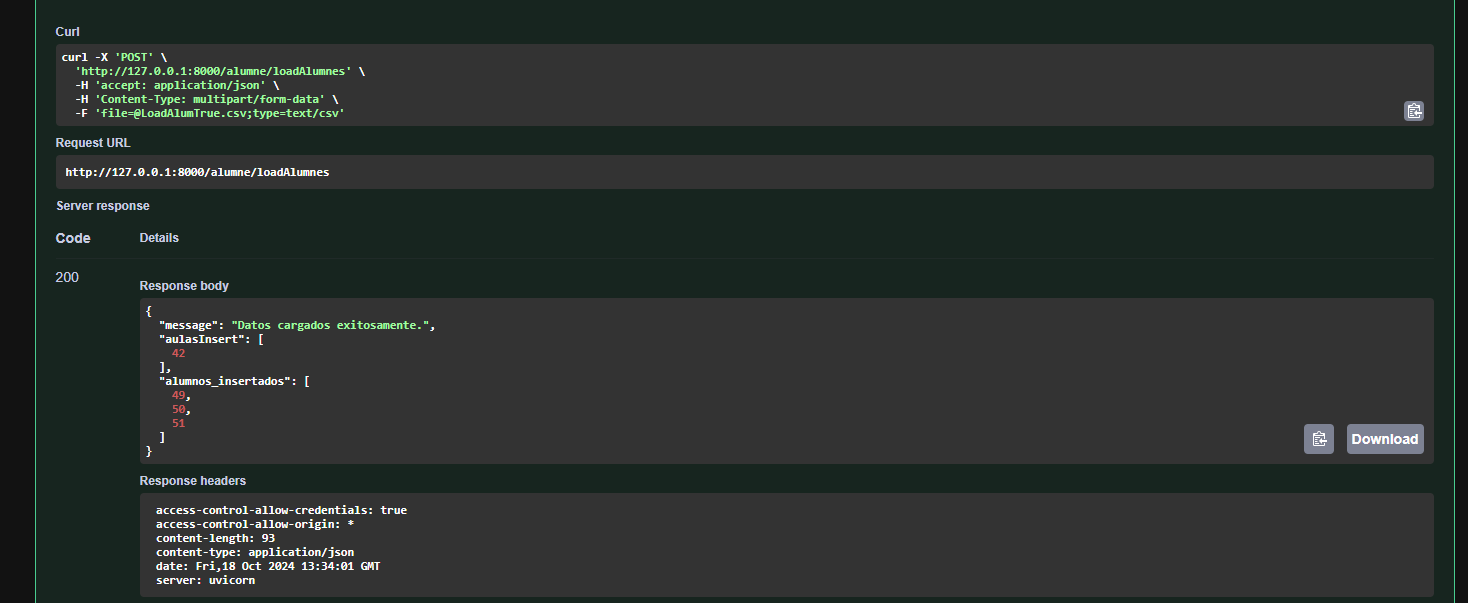 Curl
curl -X 'POST' \
  'http://127.0.0.1:8000/alumne/loadAlumnes' \
  -H 'accept: application/json' \
  -H 'Content-Type: multipart/form-data' \
  -F 'file=@LoadAlumTrue.csv;type=text/csv'
Request URL
http://127.0.0.1:8000/alumne/loadAlumnes
Server response
Code Details
200
Response body
{
  "message": "Datos cargados exitosamente.",
  "aulasInsert": [
    42
  ],
  "alumnos_insertados": [
    49,
    50,
    51
  ]
}
Download
Response headers
access-control-allow-credentials: true
access-control-allow-origin: *
content-length: 93
content-type: application/json
date: Fri,18 Oct 2024 13:34:01 GMT
server: uvicorn